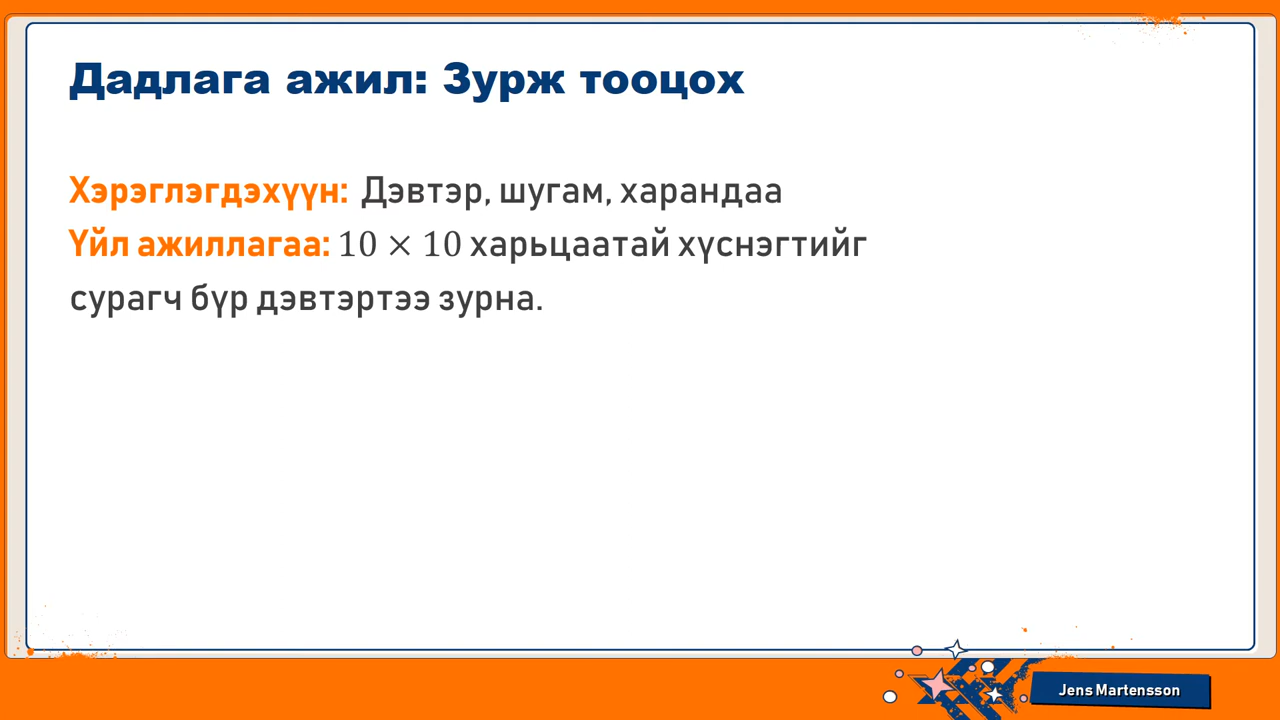 Дадлага ажил: Зурж тооцох
Хэрэглэгдэхүүн: Дэвтэр, шугам, харандаа
Үйл ажиллагаа: 10 × 10 харьцаатай хүснэгтийг
сурагч бүр дэвтэртээ зурна.
Jens Martensson